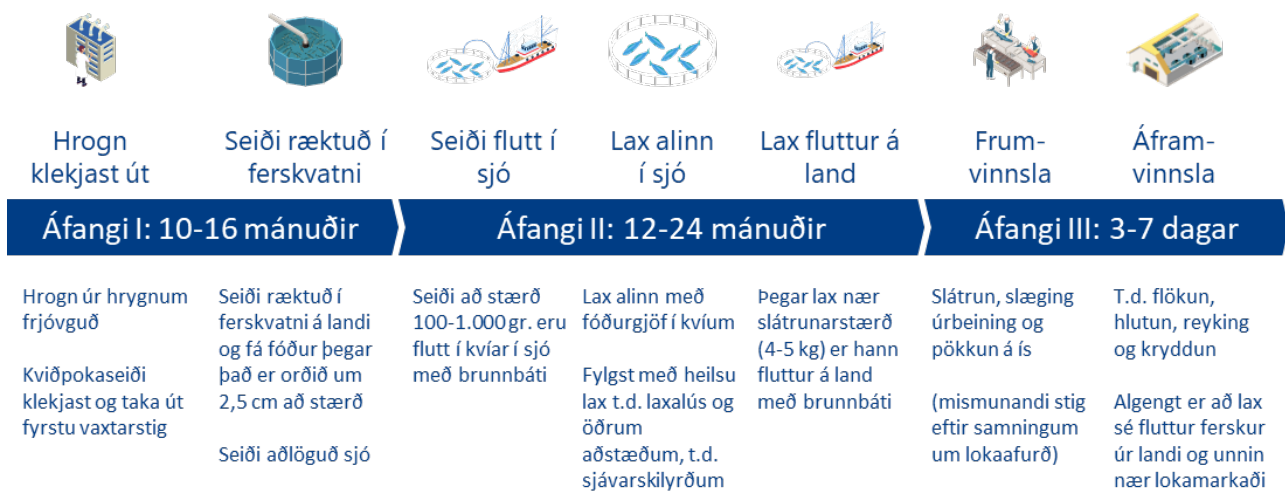 Hrogn
klekjast út
Seiði ræktuð í
ferskvatni
Seiði flutt í
sjó
Lax alinn
í sjó
Lax fluttur á
land
Frum-
vinnsla
Áfram-
vinnsla
Áfangi I: 10-16 mánuðir
Áfangi II: 12-24 mánuðir
Áfangi III: 3-7 dagar
Hrogn úr hrygnum
frjóvguð
Kviðpokaseiði
klekjast og taka út
fyrstu vaxtarstig
Seiði ræktuð í
ferskvatni á landi
og fá fóður þegar
það er orðið um
2,5 cm að stærð
Seiði aðlöguð sjó
Seiði að stærð
100-1.000 gr. eru
flutt í kvíar í sjó
með brunnbáti
Lax alinn með
fóðurgjöf í kvíum
Fylgst með heilsu
lax t.d. laxalús og
öðrum
aðstæðum, t.d.
sjávarskilyrðum
Þegar lax nær
slátrunarstærð
(4-5 kg) er hann
fluttur á land
með brunnbáti
Slátrun, slæging
úrbeining og
pökkun á ís
(mismunandi stig
eftir samningum
um lokaafurð)
T.d. flökun,
hlutun, reyking
og kryddun
Algengt er að lax
sé fluttur ferskur
úr landi og unnin
nær lokamarkaði